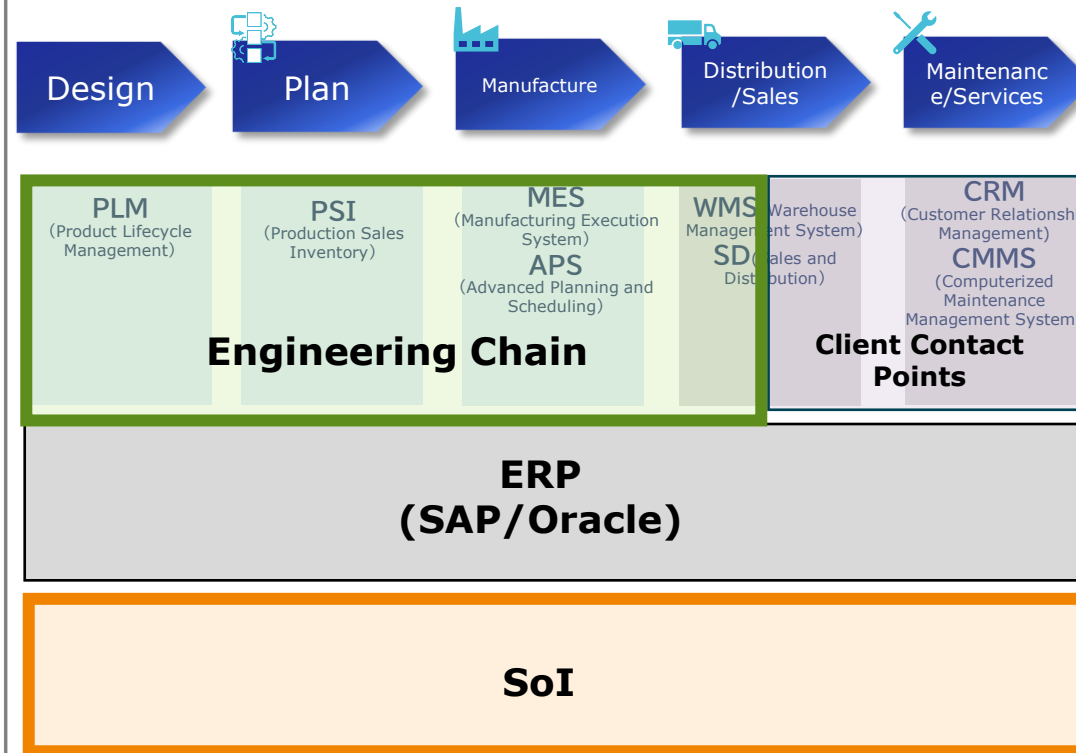 Design
Plan
Manufacture
Distribution
/Sales
Maintenanc
e/Services
PLM
(Product Lifecycle
Management)
PSI
(Production Sales
Inventory)
MES
(Manufacturing Execution
System)
APS
(Advanced Planning and
Scheduling)
WMS(Warehouse
Management System)
SD(Sales and
Distribution)
CRM
(Customer Relationsh
Management)
CMMS
(Computerized
Maintenance
Management System
Engineering Chain
Client Contact
Points
ERP
(SAP/Oracle)
SoI